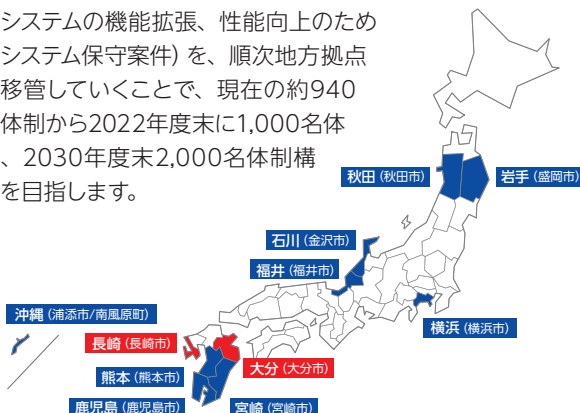 システムの機能拡張、性能向上のため
システム保守案件) を、順次地方拠点
移管していくことで、現在の約940
体制から2022年度末に1,000名体
、2030年度末2,000名体制構
を目指します。
秋田 (秋田市)
岩手 (盛岡市)
石川 (金沢市)
福井 (福井市)
沖縄 (浦添市/南風原町)
横浜 (横浜市)
長崎 (長崎市)
大分 (大分市)
熊本 (熊本市)
鹿児島 (鹿児島市)
宮崎 (宮崎市)